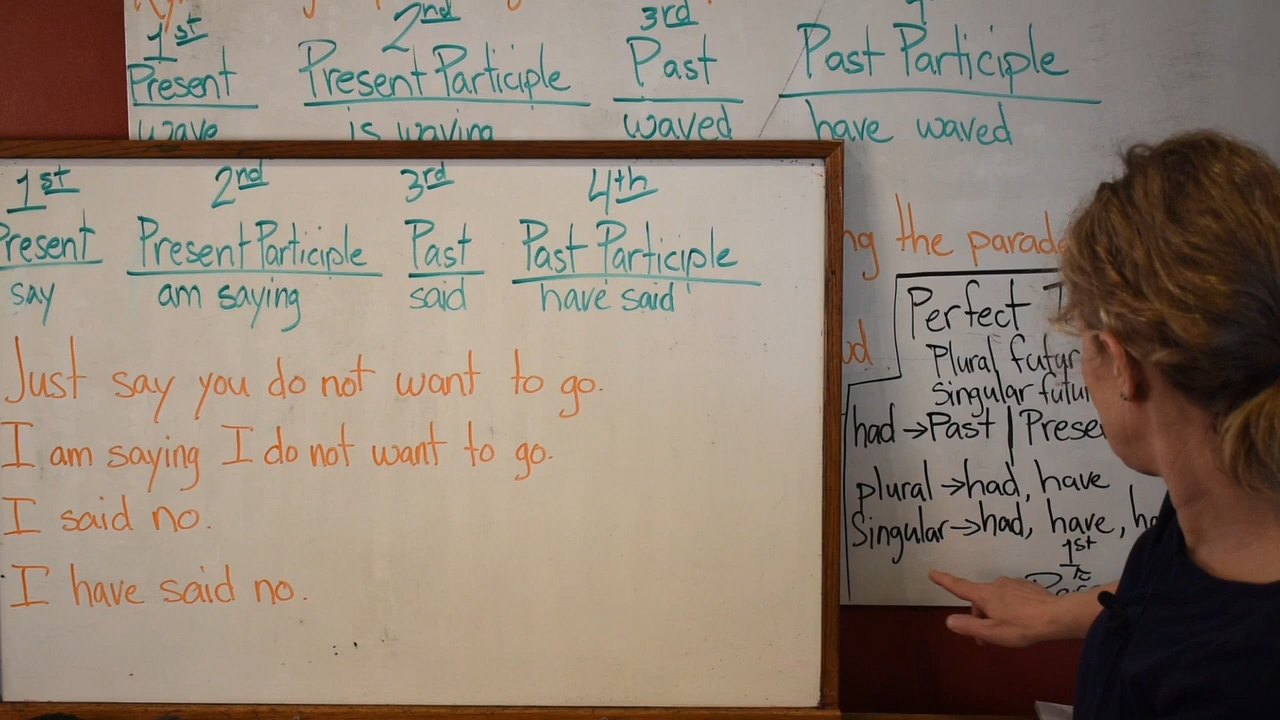 1st 2nd 3rd
Present Present Participle Past Past Participle
wave is waving waved have waved
1st 2nd 3rd 4th
Present Present Participle Past Past Participle
say am saying said have said
Just say you do not want to go.
I am saying I do not want to go.
I said no.
I have said no.
the parade
Perfect
Plural futur
Singular futur
had → Past | Prese
plural → had, have
Singular → had, have, ha
1st